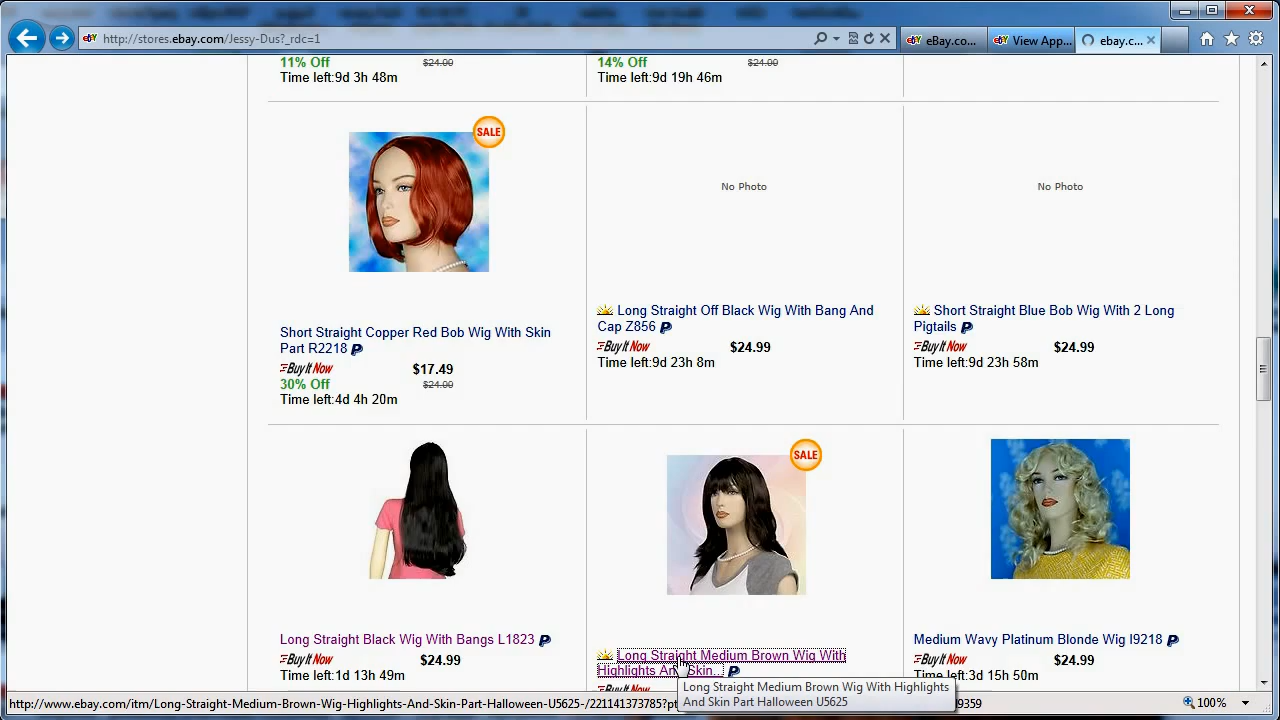 http://stores.ebay.com/Jessy-Dus?_rdc=1
eBay.co...
View App...
ebay.c...
11% Off $24.99
Time left:9d 3h 48m
14% Off
Time left:9d 19h 46m
SALE
No Photo
No Photo
Short Straight Copper Red Bob Wig With Skin
Part R2218
Buy It Now $17.49
30% Off
Time left:4d 4h 20m
Long Straight Off Black Wig With Bang And
Cap Z856
Buy It Now $24.99
Time left:9d 23h 8m
Short Straight Blue Bob Wig With 2 Long
Pigtails
Buy It Now $24.99
Time left:9d 23h 58m
SALE
Long Straight Black Wig With Bangs L1823
Buy It Now $24.99
Time left:1d 13h 49m
Long Straight Medium Brown Wig With
Highlights And Skin...
Buy It Now
Medium Wavy Platinum Blonde Wig I9218
Buy It Now $24.99
Time left:3d 15h 50m
Long Straight Medium Brown Wig With Highlights
And Skin Part Halloween U5625
http://www.ebay.com/itm/Long-Straight-Medium-Brown-Wig-Highlights-And-Skin-Part-Halloween-U5625-/221141373785?pt
9359
100%